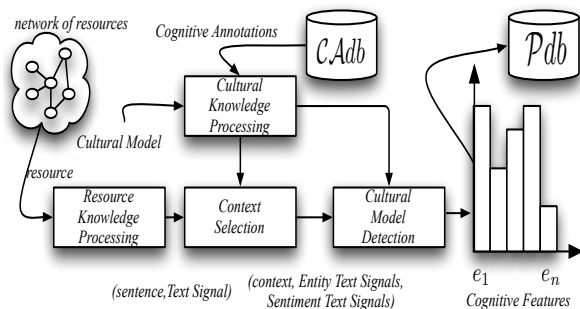 network of resources
Cognitive Annotations
CAdb
Pdb
Cultural
Knowledge
Processing
Cultural Model
resource
Resource
Knowledge
Processing
Context
Selection
Cultural
Model
Detection
(sentence,Text Signal)
(context, Entity Text Signals,
Sentiment Text Signals)
e1
en
Cognitive Features